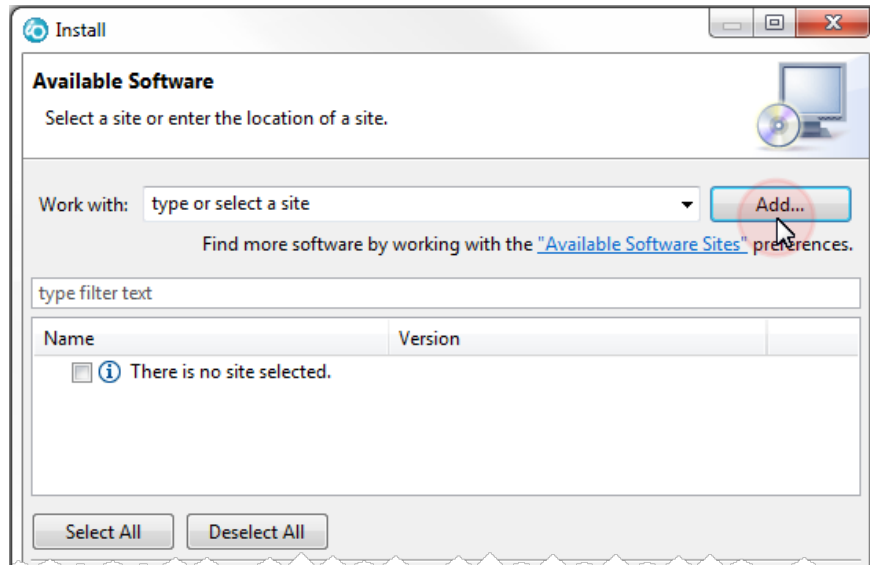 Install
Available Software
Select a site or enter the location of a site.
Work with: type or select a site Add...
Find more software by working with the "Available Software Sites" preferences.
type filter text
Name Version
There is no site selected.
Select All Deselect All